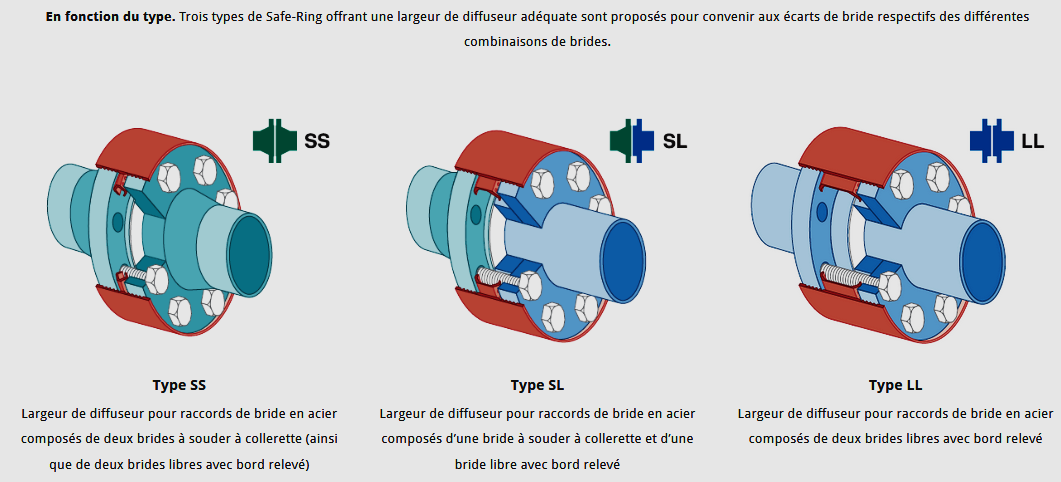 En fonction du type. Trois types de Safe-Ring offrant une largeur de diffuseur adéquate sont proposés pour convenir aux écarts de bride respectifs des différentes
combinaisons de brides.
SS
SL
LL
Type SS
Largeur de diffuseur pour raccords de bride en acier
composés de deux brides à souder à collerette (ainsi
que de deux brides libres avec bord relevé)
Type SL
Largeur de diffuseur pour raccords de bride en acier
composés d’une bride à souder à collerette et d’une
bride libre avec bord relevé
Type LL
Largeur de diffuseur pour raccords de bride en acier
composés de deux brides libres avec bord relevé